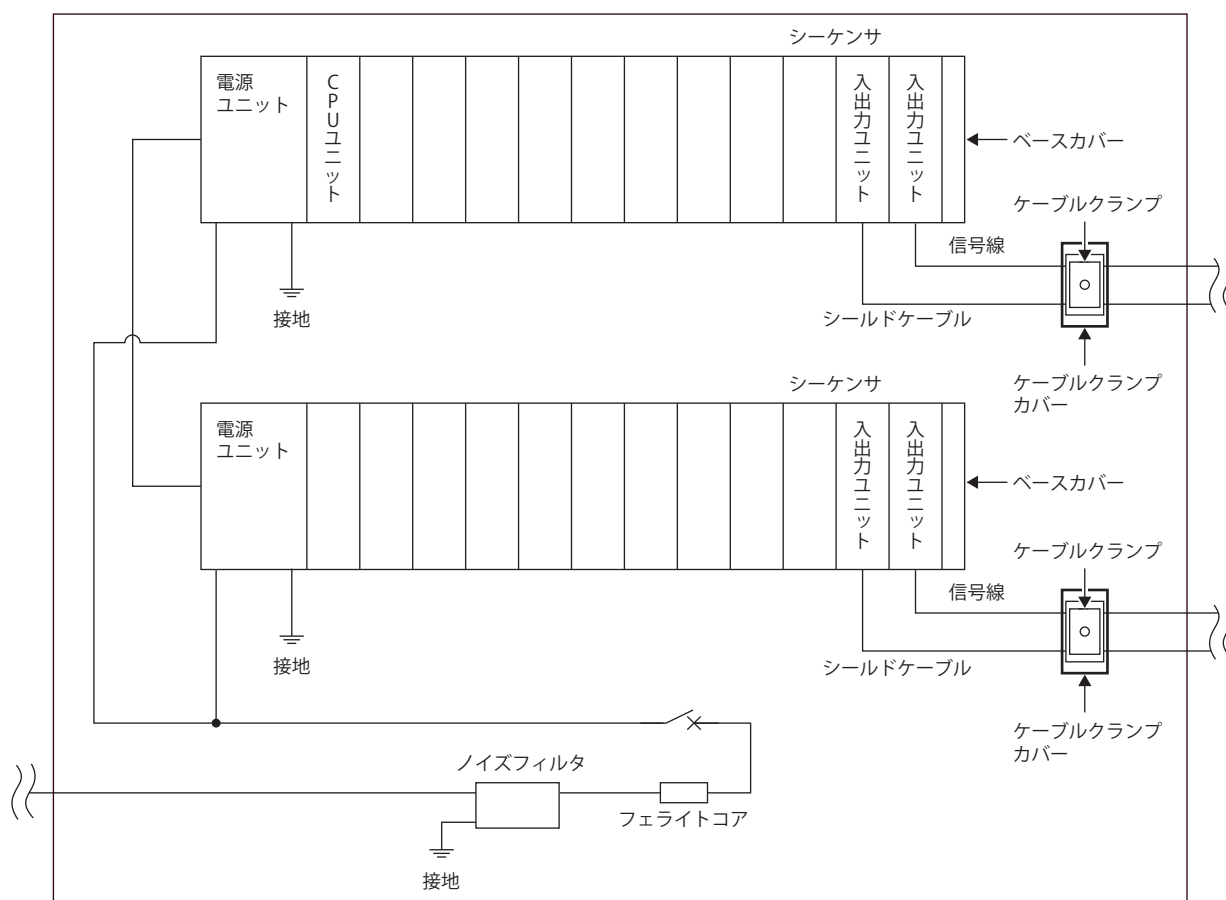 シーケンサ
電源
ユニット
CPUユニット
入出力ユニット
入出力ユニット
ベースカバー
ケーブルクランプ
信号線
接地
シールドケーブル
ケーブルクランプ
カバー
シーケンサ
電源
ユニット
入出力ユニット
入出力ユニット
ベースカバー
ケーブルクランプ
信号線
接地
シールドケーブル
ケーブルクランプ
カバー
ノイズフィルタ
フェライトコア
接地